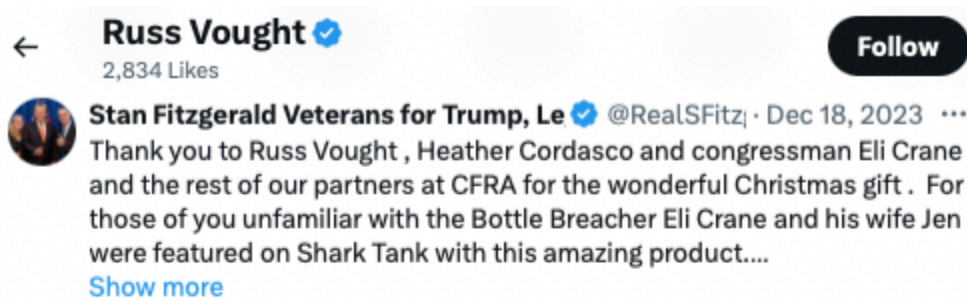 Russ Vought
Follow
2,834 Likes
Stan Fitzgerald Veterans for Trump, Le @RealSFitz · Dec 18, 2023 ···
Thank you to Russ Vought , Heather Cordasco and congressman Eli Crane
and the rest of our partners at CFRA for the wonderful Christmas gift . For
those of you unfamiliar with the Bottle Breacher Eli Crane and his wife Jen
were featured on Shark Tank with this amazing product....
Show more